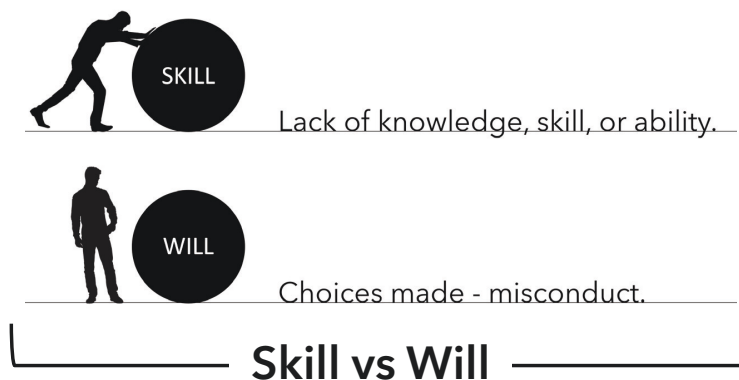 SKILL
Lack of knowledge, skill, or ability.
WILL
Choices made - misconduct.
Skill vs Will